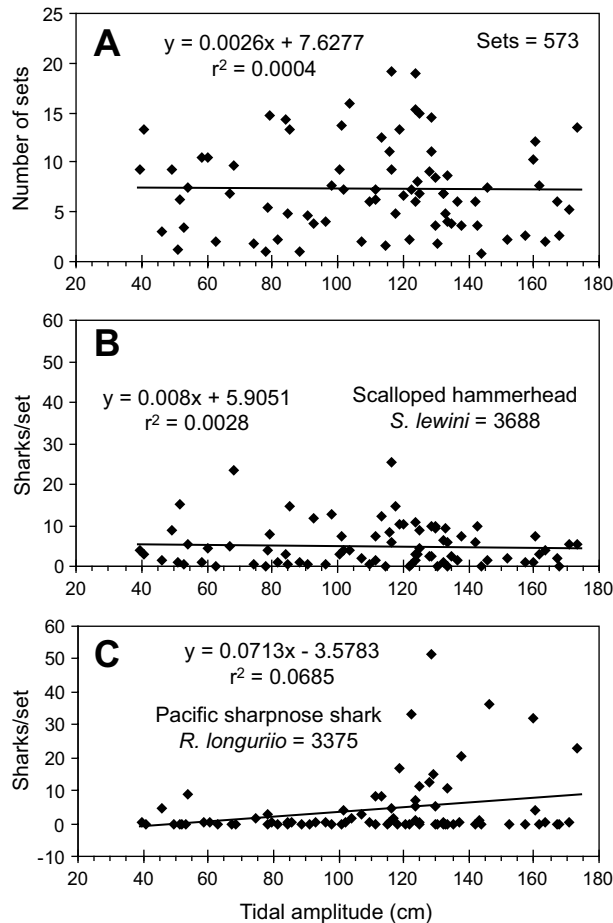 A
y = 0.0026x + 7.6277
r² = 0.0004
Sets = 573
Number of sets
25
20
15
10
5
0
20 40 60 80 100 120 140 160 180
B
y = 0.008x + 5.9051
r² = 0.0028
Scalloped hammerhead
S. lewini = 3688
Sharks/set
60
50
40
30
20
10
0
20 40 60 80 100 120 140 160 180
C
y = 0.0713x - 3.5783
r² = 0.0685
Pacific sharpnose shark
R. longuriio = 3375
Sharks/set
60
50
40
30
20
10
0
-10
20 40 60 80 100 120 140 160 180
Tidal amplitude (cm)